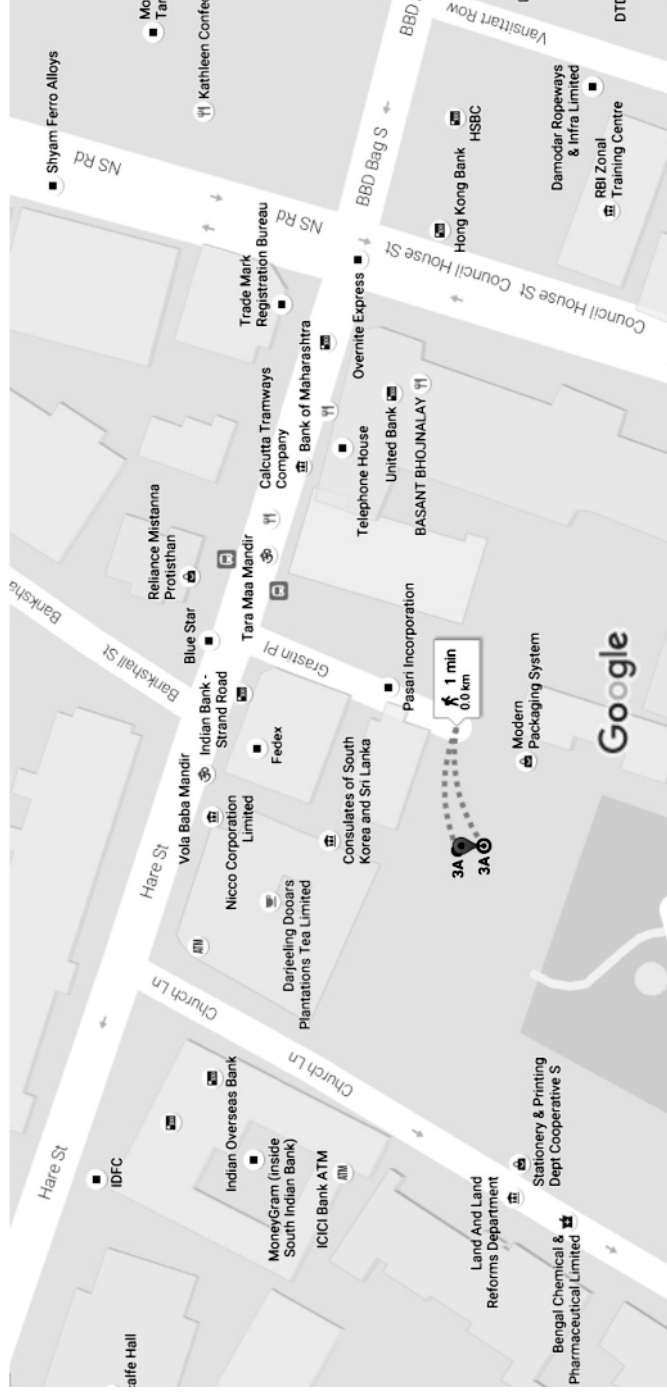 Hare St
IDFC
Indian Overseas Bank
MoneyGram (inside
South Indian Bank)
ICICI Bank ATM
ATM
Land And Land
Reforms Department
Bengal Chemical &
Pharmaceutical Limited
Stationery & Printing
Dept Cooperative S
Church Ln
Church Ln
Hare St
ATM
Vola Baba Mandir
Nicco Corporation
Limited
Darjeeling Dooars
Plantations Tea Limited
Indian Bank -
Strand Road
Fedex
Consulates of South
Korea and Sri Lanka
3A
3A
1 min
0.0 km
Modern
Packaging System
Google
Pasari Incorporation
Grastin Pl
Banksha
Bankshall St
Blue Star
Reliance Mistanna
Protisthan
Tara Maa Mandir
Calcutta Tramways
Company
Bank of Maharashtra
Telephone House
United Bank
BASANT BHOJNALAY
Overnite Express
Trade Mark
Registration Bureau
NS Rd
NS Rd
Shyam Ferro Alloys
Kathleen Confec
Mo
Tar
BBD Bag S
BBD
Council House St
Council House St
Hong Kong Bank
HSBC
Vansittart Row
Damodar Ropeways
& Infra Limited
RBI Zonal
Training Centre
DTD
alfe Hall